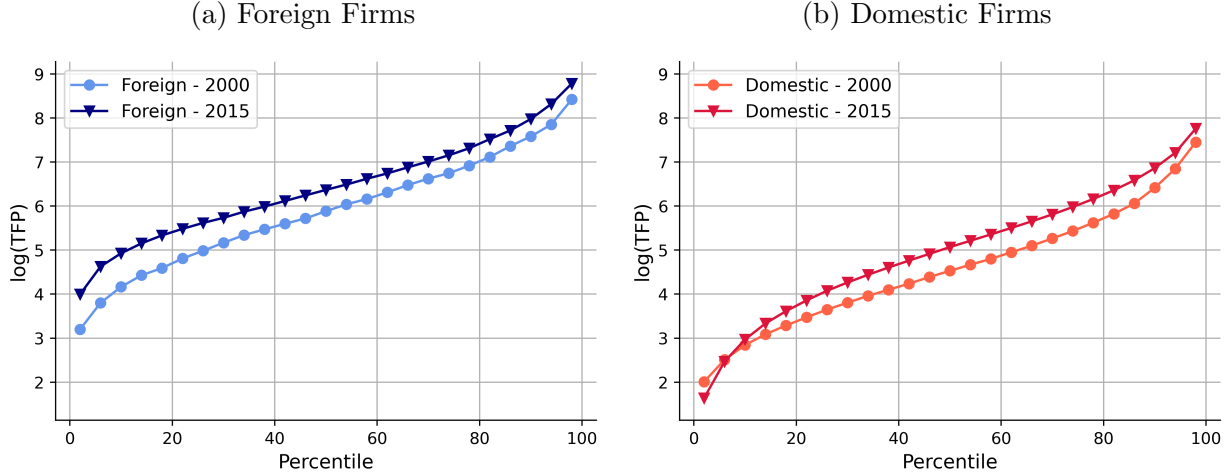 (a) Foreign Firms
Foreign - 2000
Foreign - 2015
9
8
7
6
5
4
3
2
log(TFP)
0 20 40 60 80 100
Percentile
(b) Domestic Firms
Domestic - 2000
Domestic - 2015
9
8
7
6
5
4
3
2
log(TFP)
0 20 40 60 80 100
Percentile